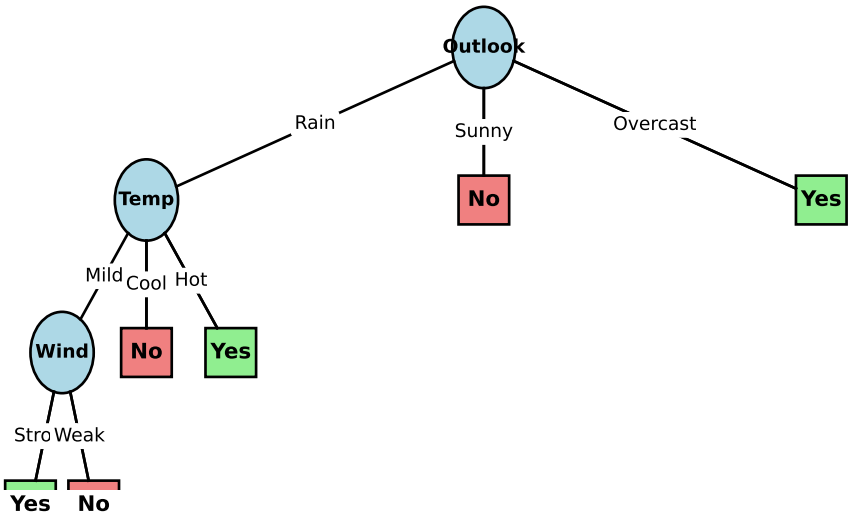 Outlook
Rain
Sunny
Overcast
Temp
No
Yes
Mild
Cool
Hot
Wind
No
Yes
Stro
Weak
Yes
No